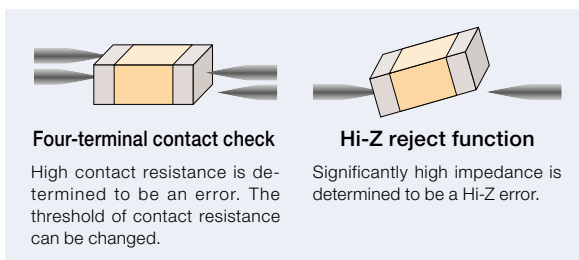 Four-terminal contact check
High contact resistance is de-
termined to be an error. The
threshold of contact resistance
can be changed.
Hi-Z reject function
Significantly high impedance is
determined to be a Hi-Z error.